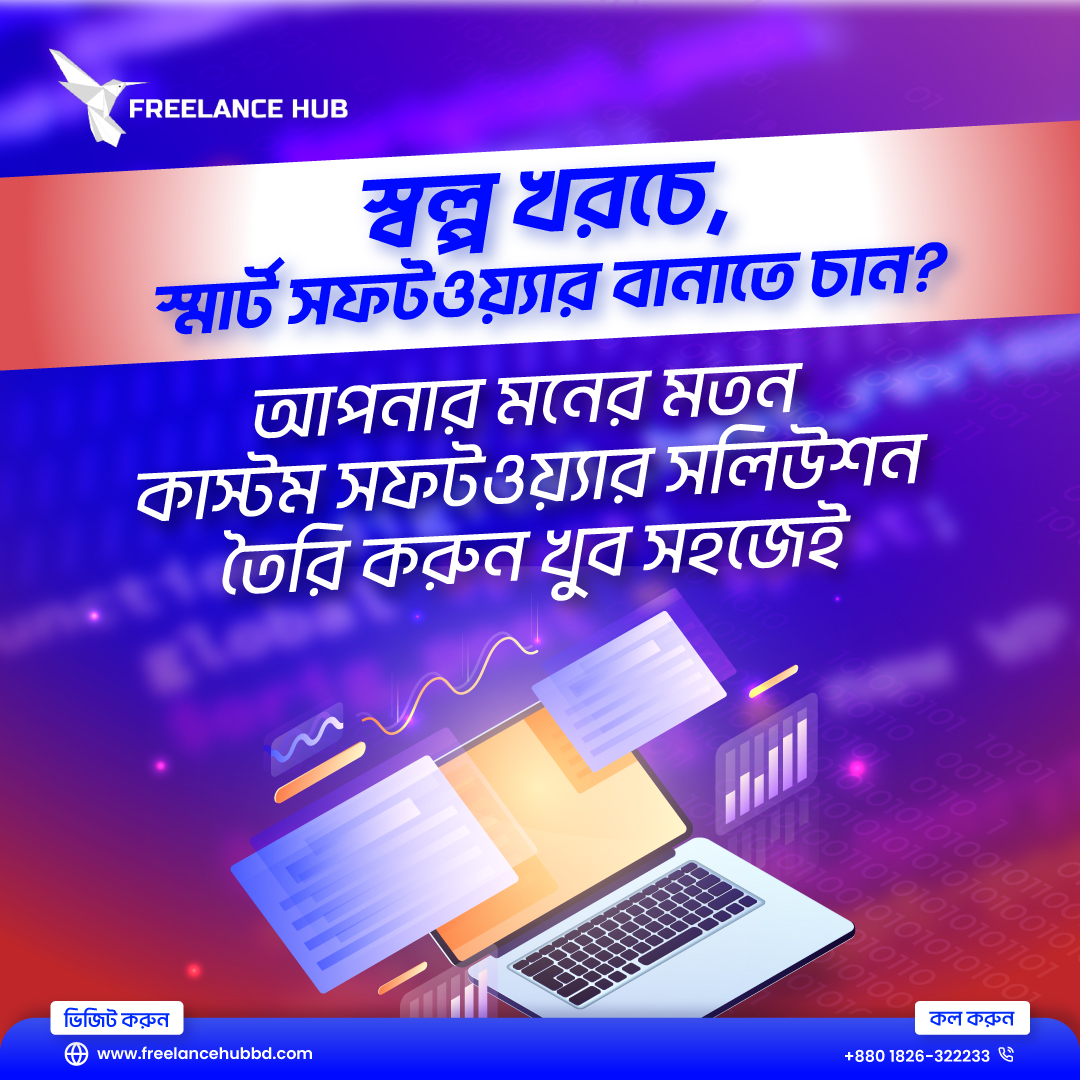 FREELANCE HUB
স্বল্প খরচে,
স্মার্ট সফটওয়্যার বানাতে চান?
আপনার মনের মতন
কাস্টম সফটওয়্যার সলিউশন
তৈরি করুন খুব সহজেই
ভিজিট করুন
www.freelancehubbd.com
কল করুন
+880 1826-322233